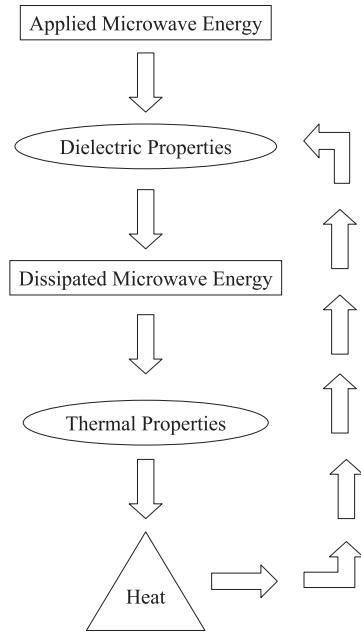 Applied Microwave Energy
Dielectric Properties
Dissipated Microwave Energy
Thermal Properties
Heat